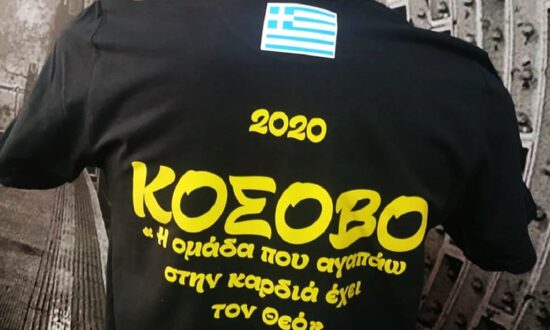 2020
ΚΟΣΟΒΟ
« Η ομάδα που αγαπάω
στην καρδιά έχει
τον Θεό»